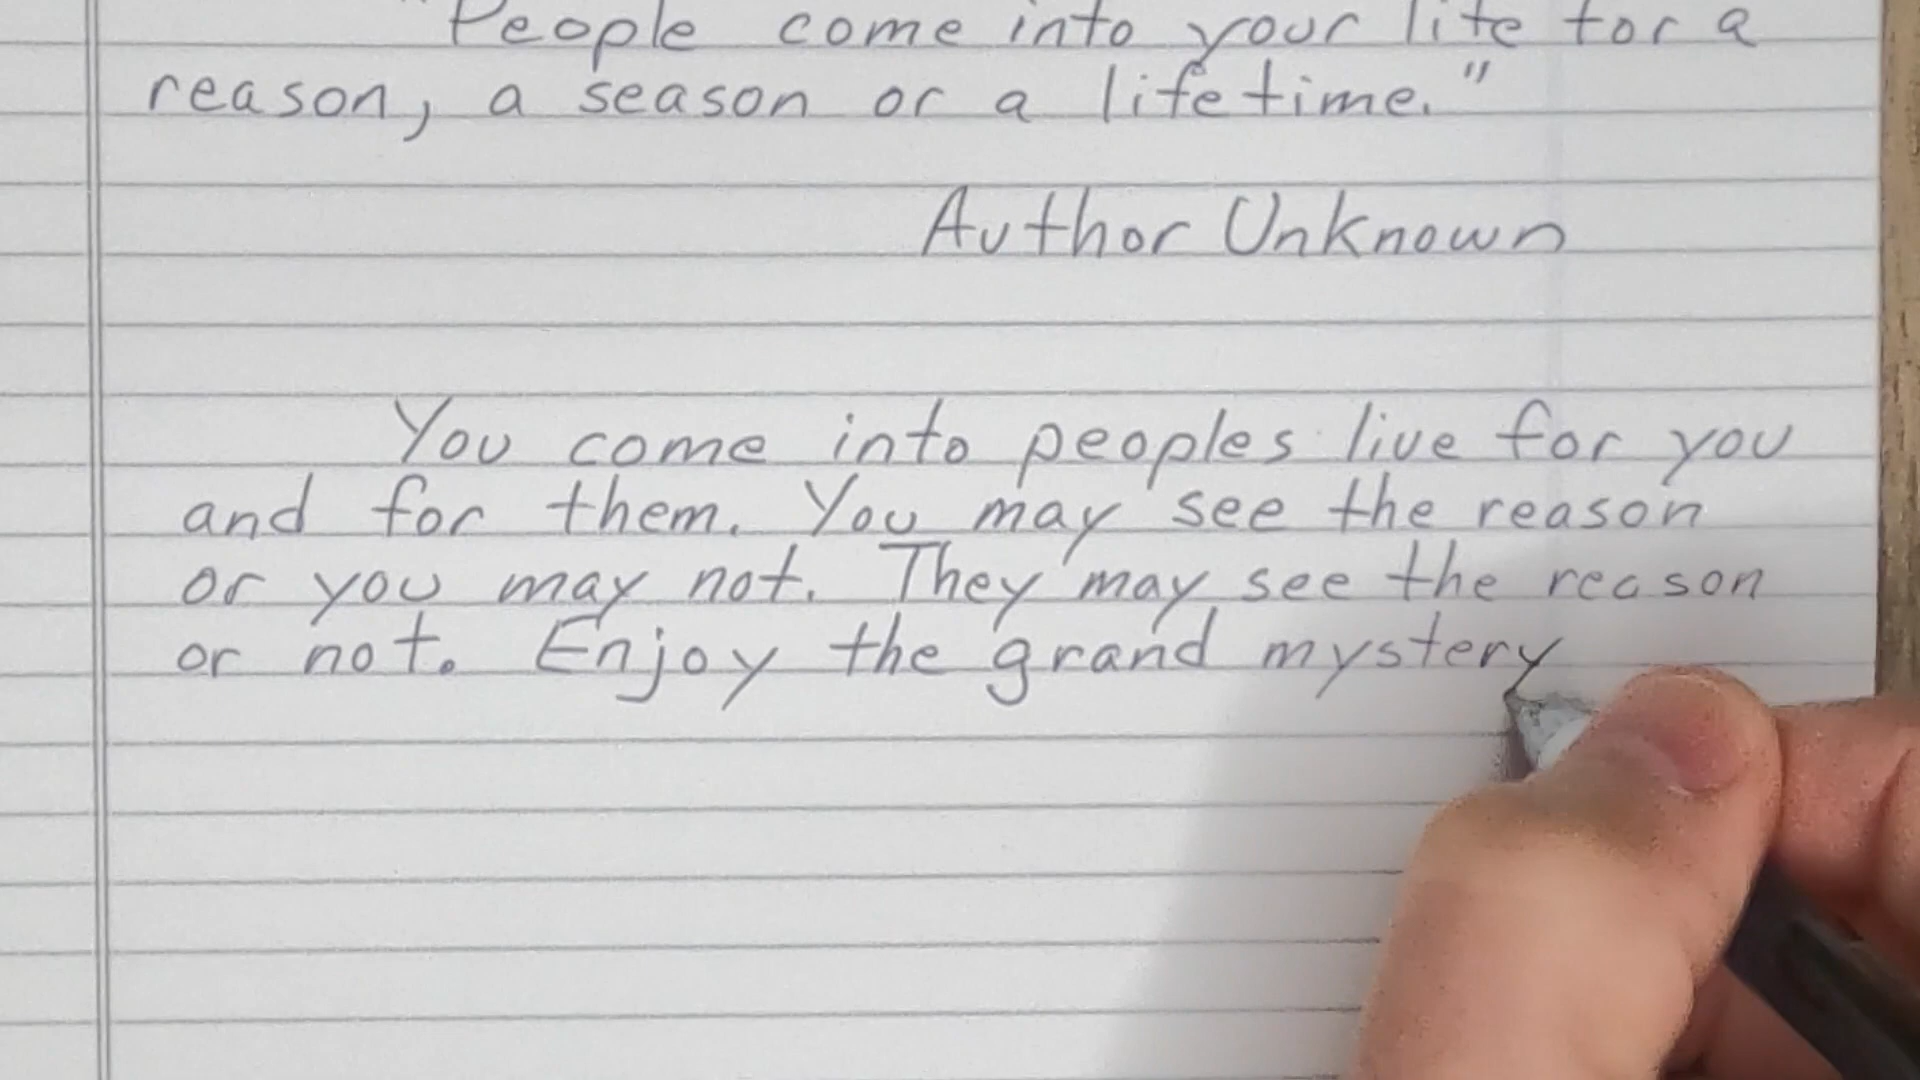 "People come into your life for a
reason, a season or a lifetime."
Author Unknown
You come into peoples live for you
and for them. You may see the reason
or you may not. They may see the reason
or not. Enjoy the grand mystery